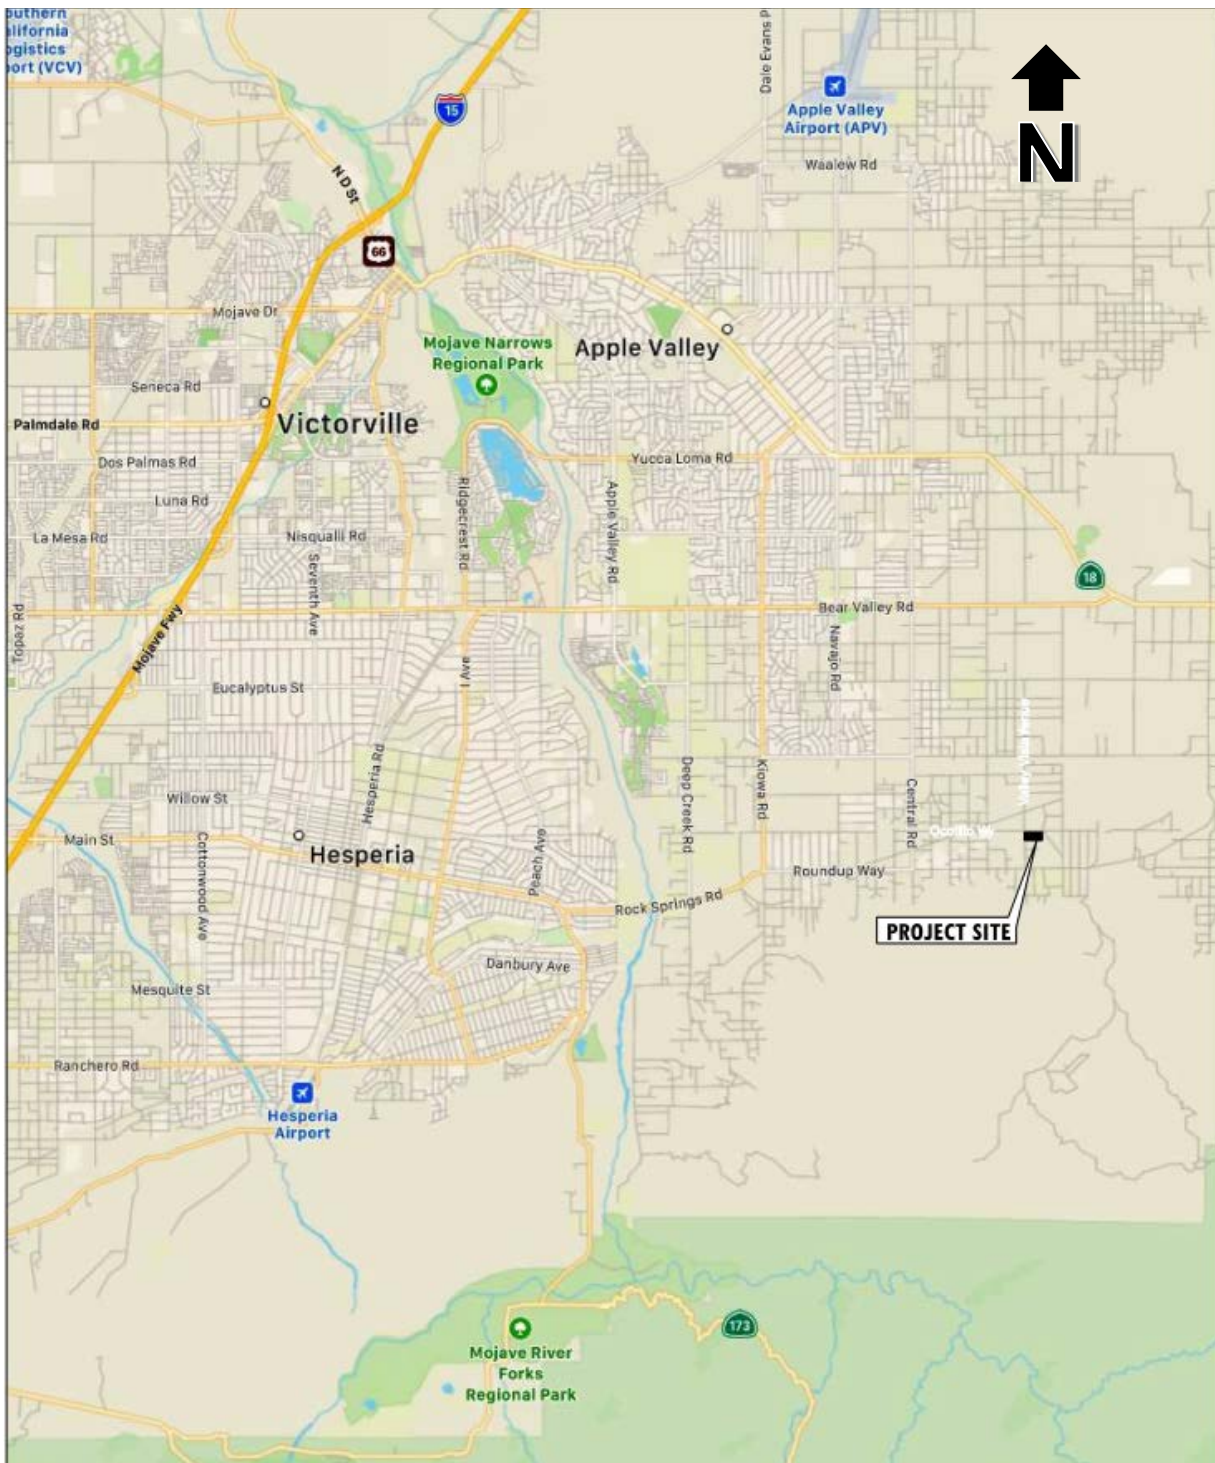 outhern
alifornia
ogistics
port (VCV)
15
Dale Evans P
Apple Valley
Airport (APV)
N
Waalew Rd
N D St
66
Mojave Dr
Mojave Narrows
Regional Park
Apple Valley
Seneca Rd
Victorville
Palmdale Rd
Dos Palmas Rd
Yucca Loma Rd
Luna Rd
Ridgecrest Rd
Apple Valley Rd
La Mesa Rd
Nisqualli Rd
Seventh Ave
18
Bear Valley Rd
Topaz Rd
Mojave Fwy
Navajo Rd
I Ave
Eucalyptus St
Hesperia Rd
Deep Creek Rd
Kiowa Rd
Central Rd
Willow St
Main St
Cottonwood Ave
Hesperia
Peach Ave
Ocotillo Wy
Roundup Way
Rock Springs Rd
PROJECT SITE
Danbury Ave
Mesquite St
Ranchero Rd
Hesperia
Airport
173
Mojave River
Forks
Regional Park